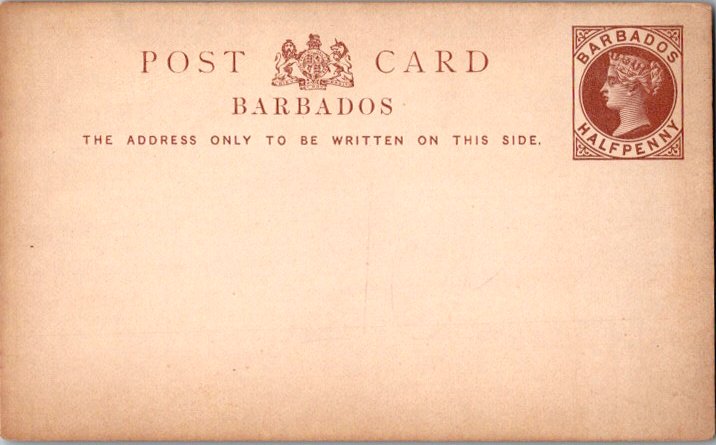 POST CARD
BARBADOS
THE ADDRESS ONLY TO BE WRITTEN ON THIS SIDE.
BARBADOS
HALFPENNY